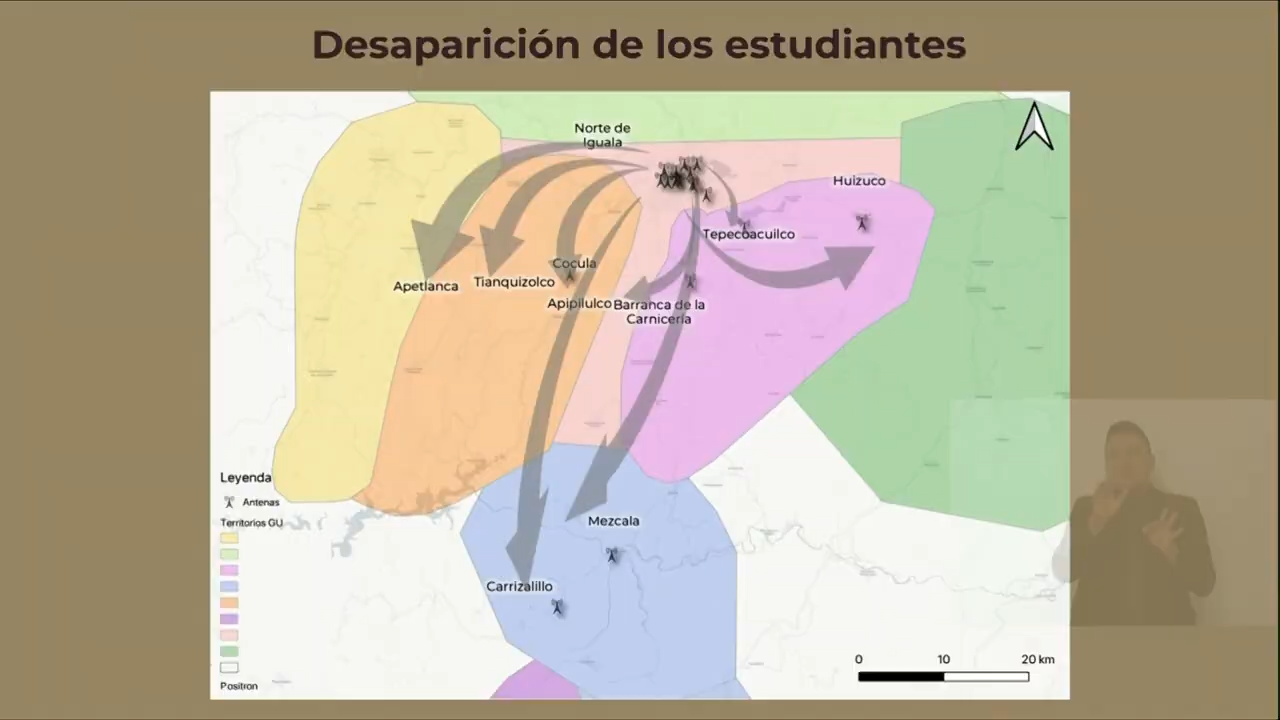 Desaparición de los estudiantes
Norte de
Iguala
Huizuco
Tepecoacuilco
Cocula
Tianquizolco
Apetlanca
Apipilulco
Barranca de la
Carnicería
Leyenda
Antenas
Territorios GU
Mezcala
Carrizalillo
0 10 20 km
Positron